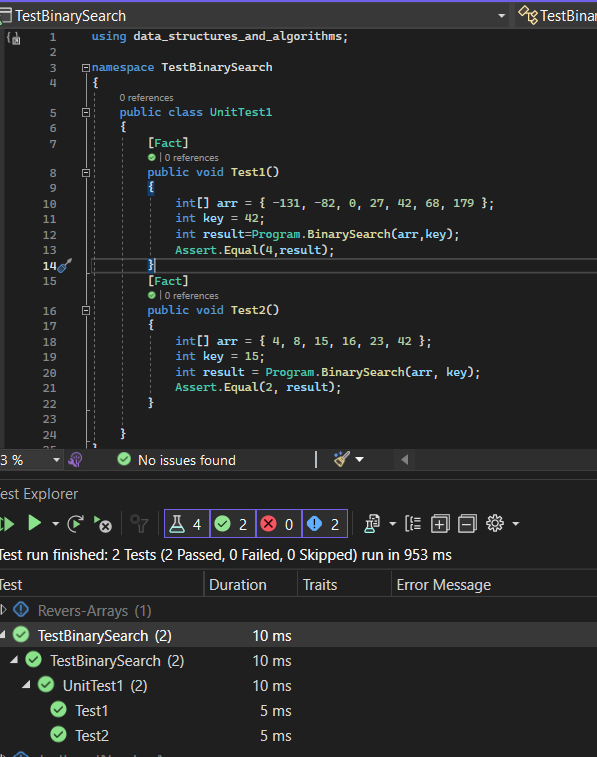 TestBinarySearch TestBinar
1 using data_structures_and_algorithms;
2
3 namespace TestBinarySearch
4 {
0 references
5 public class UnitTest1
6 {
7 [Fact]
| 0 references
8 public void Test1()
9 {
10 int[] arr = { -131, -82, 0, 27, 42, 68, 179 };
11 int key = 42;
12 int result=Program.BinarySearch(arr,key);
13 Assert.Equal(4,result);
14 }
15 [Fact]
| 0 references
16 public void Test2()
17 {
18 int[] arr = { 4, 8, 15, 16, 23, 42 };
19 int key = 15;
20 int result = Program.BinarySearch(arr, key);
21 Assert.Equal(2, result);
22 }
23
24 }
25 }
3 % No issues found
est Explorer
4 2 0 2
Test run finished: 2 Tests (2 Passed, 0 Failed, 0 Skipped) run in 953 ms
Test Duration Traits Error Message
Revers-Arrays (1)
TestBinarySearch (2) 10 ms
TestBinarySearch (2) 10 ms
UnitTest1 (2) 10 ms
Test1 5 ms
Test2 5 ms